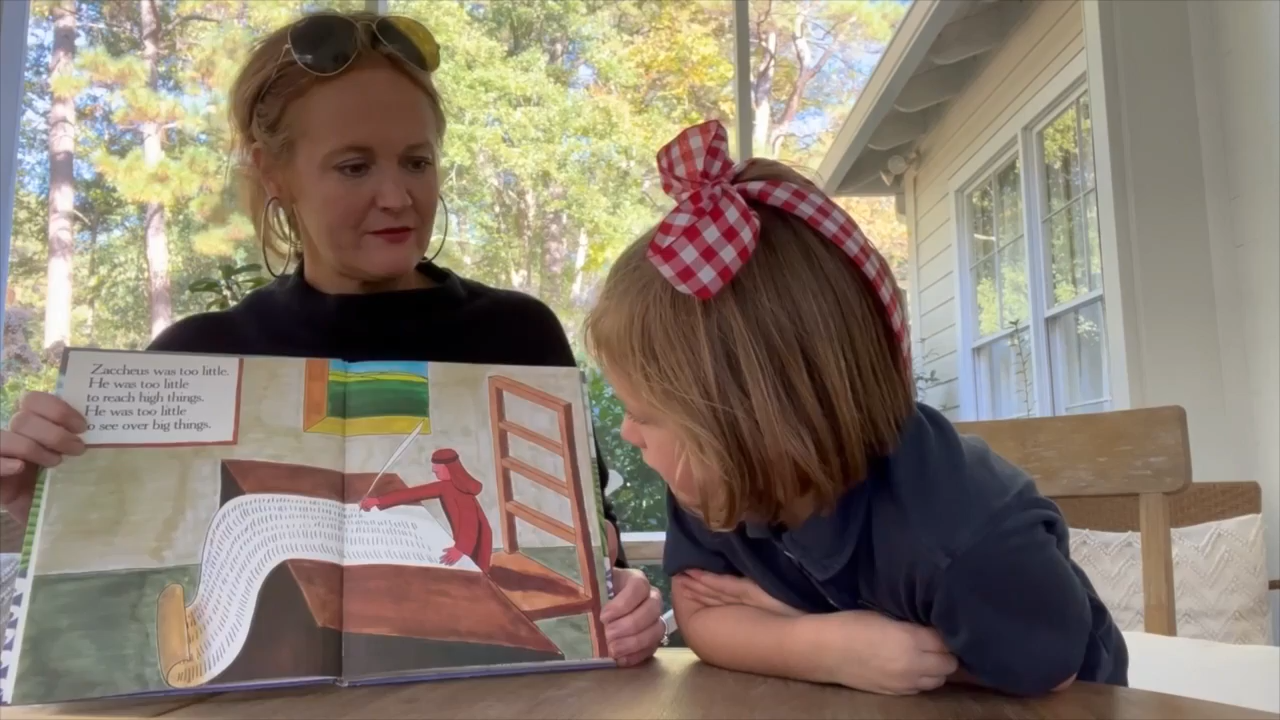 Zaccheus was too little.
He was too little
to reach high things.
He was too little
o see over big things.